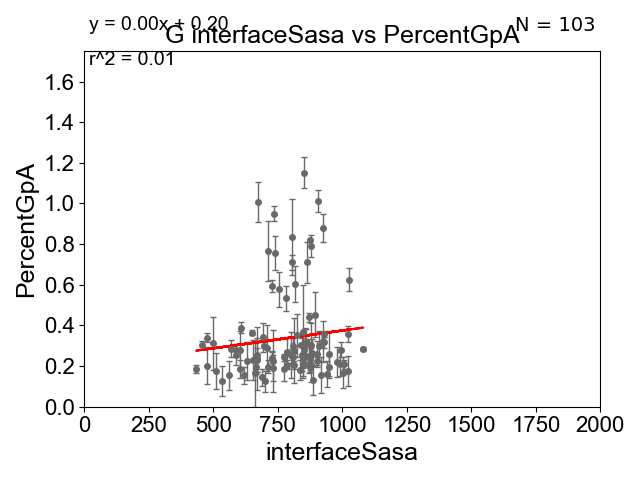 y = 0.00x + 0.20
N = 103
G interfaceSasa vs PercentGpA
r^2 = 0.01
1.6
1.4
1.2
1.0
0.8
0.6
0.4
0.2
0.0
PercentGpA
0 250 500 750 1000 1250 1500 1750 2000
interfaceSasa